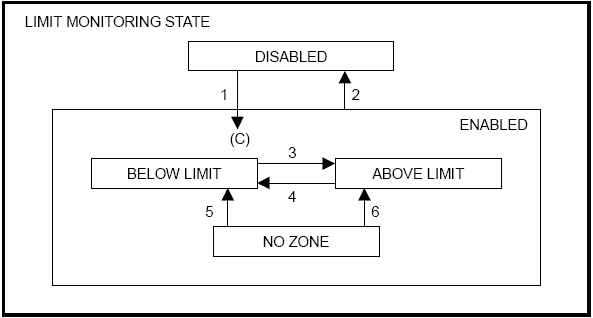 LIMIT MONITORING STATE
DISABLED
1
2
ENABLED
(C)
3
BELOW LIMIT
ABOVE LIMIT
4
5
6
NO ZONE